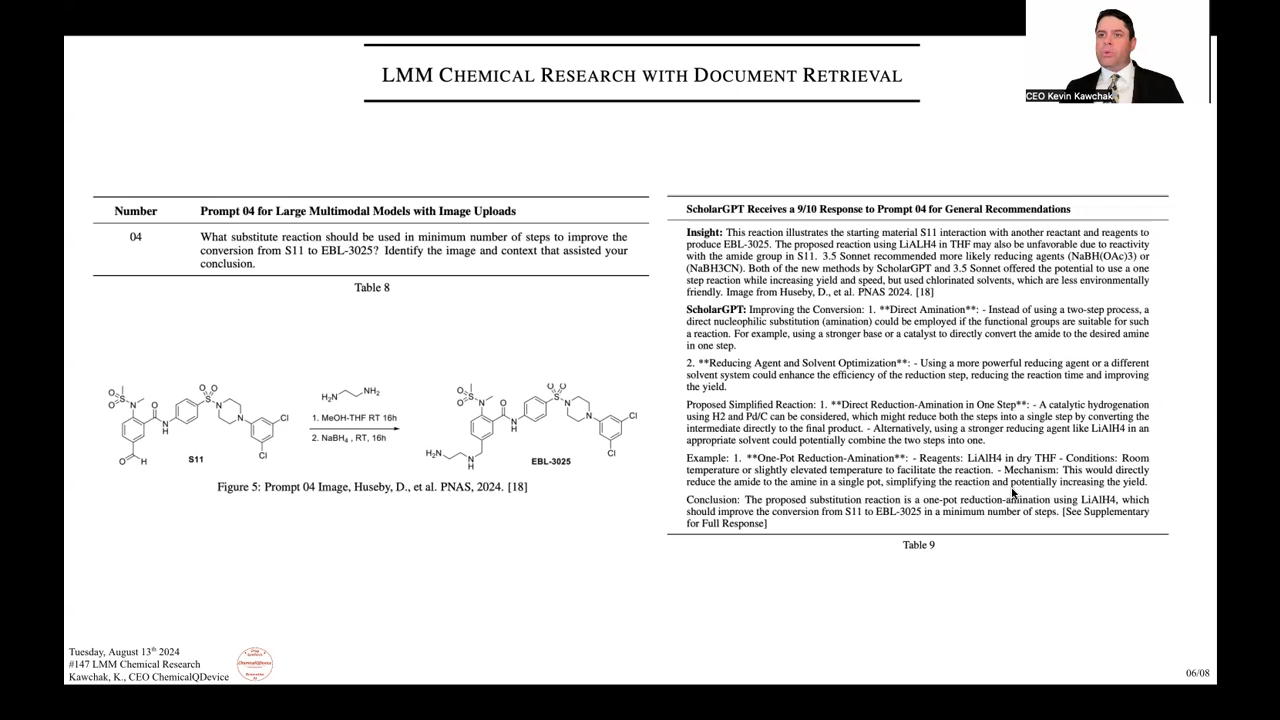 LMM CHEMICAL RESEARCH WITH DOCUMENT RETRIEVAL
CEO Kevin Kawchak
Number Prompt 04 for Large Multimodal Models with Image Uploads
04 What substitute reaction should be used in minimum number of steps to improve the
conversion from S11 to EBL-3025? Identify the image and context that assisted your
conclusion.
Table 8
O
S
O
N
O
N
H
O
H
O O
S
N
N
Cl
Cl
S11
H2N NH2
1. MeOH-THF RT 16h
2. NaBH4 , RT, 16h
O
S
O
N
O
N
H
H2N
N
H
O O
S
N
N
Cl
Cl
EBL-3025
Figure 5: Prompt 04 Image, Huseby, D., et al. PNAS, 2024. [18]
ScholarGPT Receives a 9/10 Response to Prompt 04 for General Recommendations
Insight: This reaction illustrates the starting material S11 interaction with another reactant and reagents to
produce EBL-3025. The proposed reaction using LiALH4 in THF may also be unfavorable due to reactivity
with the amide group in S11. 3.5 Sonnet recommended more likely reducing agents (NaBH(OAc)3) or
(NaBH3CN). Both of the new methods by ScholarGPT and 3.5 Sonnet offered the potential to use a one
step reaction while increasing yield and speed, but used chlorinated solvents, which are less environmentally
friendly. Image from Huseby, D., et al. PNAS 2024. [18]
ScholarGPT: Improving the Conversion: 1. **Direct Amination**: - Instead of using a two-step process, a
direct nucleophilic substitution (amination) could be employed if the functional groups are suitable for such
a reaction. For example, using a stronger base or a catalyst to directly convert the amide to the desired amine
in one step.
2. **Reducing Agent and Solvent Optimization**: - Using a more powerful reducing agent or a different
solvent system could enhance the efficiency of the reduction step, reducing the reaction time and improving
the yield.
Proposed Simplified Reaction: 1. **Direct Reduction-Amination in One Step**: - A catalytic hydrogenation
using H2 and Pd/C can be considered, which might reduce both the steps into a single step by converting the
intermediate directly to the final product. - Alternatively, using a stronger reducing agent like LiAlH4 in an
appropriate solvent could potentially combine the two steps into one.
Example: 1. **One-Pot Reduction-Amination**: - Reagents: LiAlH4 in dry THF - Conditions: Room
temperature or slightly elevated temperature to facilitate the reaction. - Mechanism: This would directly
reduce the amide to the amine in a single pot, simplifying the reaction and potentially increasing the yield.
Conclusion: The proposed substitution reaction is a one-pot reduction-amination using LiAlH4, which
should improve the conversion from S11 to EBL-3025 in a minimum number of steps. [See Supplementary
for Full Response]
Table 9
Tuesday, August 13th 2024
#147 LMM Chemical Research
Kawchak, K., CEO ChemicalQDevice
ChemicalQDevice
06/08